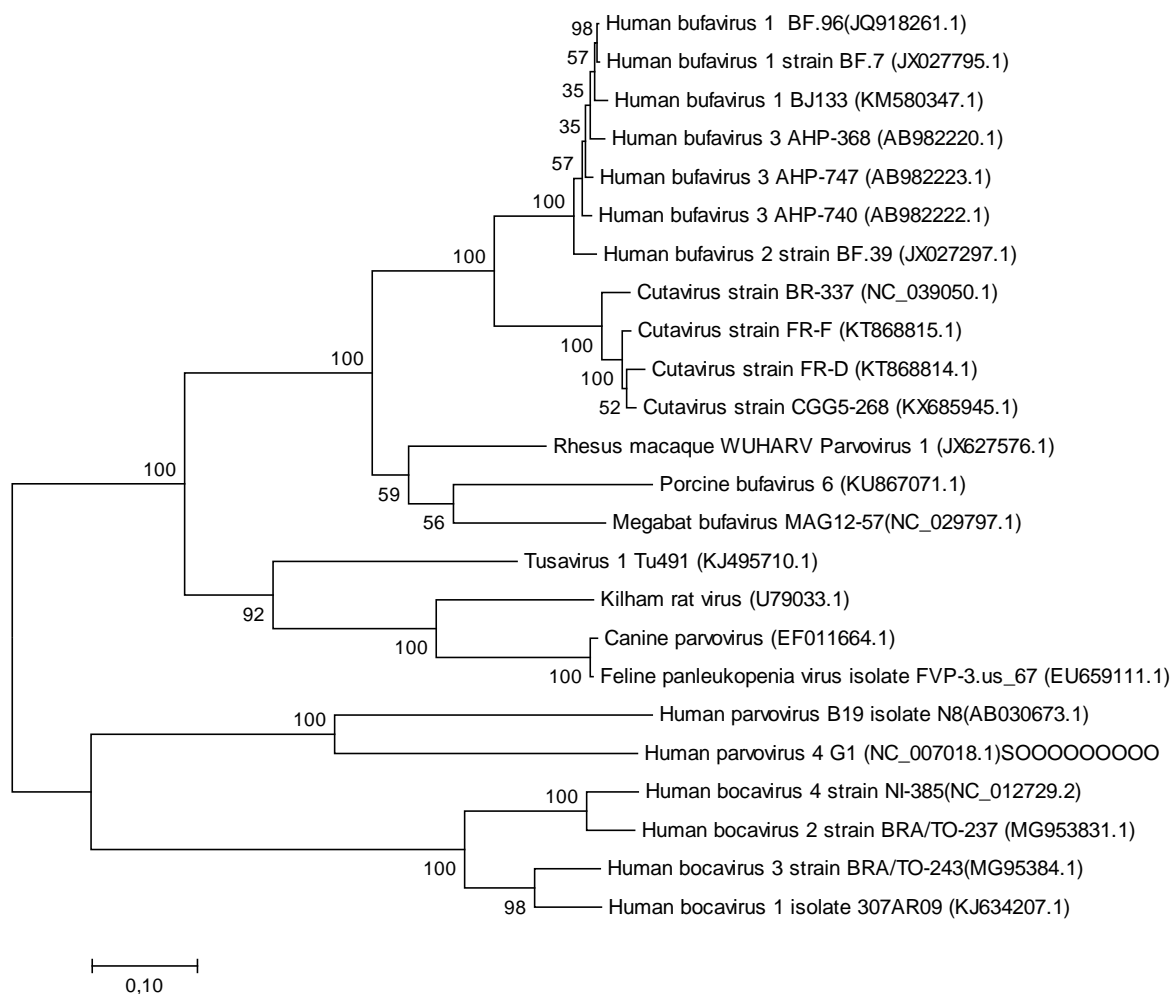 Human bufavirus 1 BF.96(JQ918261.1)
98
57
Human bufavirus 1 strain BF.7 (JX027795.1)
35
Human bufavirus 1 BJ133 (KM580347.1)
35
Human bufavirus 3 AHP-368 (AB982220.1)
57
Human bufavirus 3 AHP-747 (AB982223.1)
100
Human bufavirus 3 AHP-740 (AB982222.1)
100
Human bufavirus 2 strain BF.39 (JX027297.1)
Cutavirus strain BR-337 (NC_039050.1)
100
Cutavirus strain FR-F (KT868815.1)
100
100
Cutavirus strain FR-D (KT868814.1)
52
Cutavirus strain CGG5-268 (KX685945.1)
Rhesus macaque WUHARV Parvovirus 1 (JX627576.1)
100
59
Porcine bufavirus 6 (KU867071.1)
56
Megabat bufavirus MAG12-57(NC_029797.1)
Tusavirus 1 Tu491 (KJ495710.1)
92
Kilham rat virus (U79033.1)
100
Canine parvovirus (EF011664.1)
100
Feline panleukopenia virus isolate FVP-3.us_67 (EU659111.1)
100
Human parvovirus B19 isolate N8(AB030673.1)
Human parvovirus 4 G1 (NC_007018.1)SOOOOOOOOO
100
Human bocavirus 4 strain NI-385(NC_012729.2)
Human bocavirus 2 strain BRA/TO-237 (MG953831.1)
100
Human bocavirus 3 strain BRA/TO-243(MG95384.1)
98
Human bocavirus 1 isolate 307AR09 (KJ634207.1)
0,10